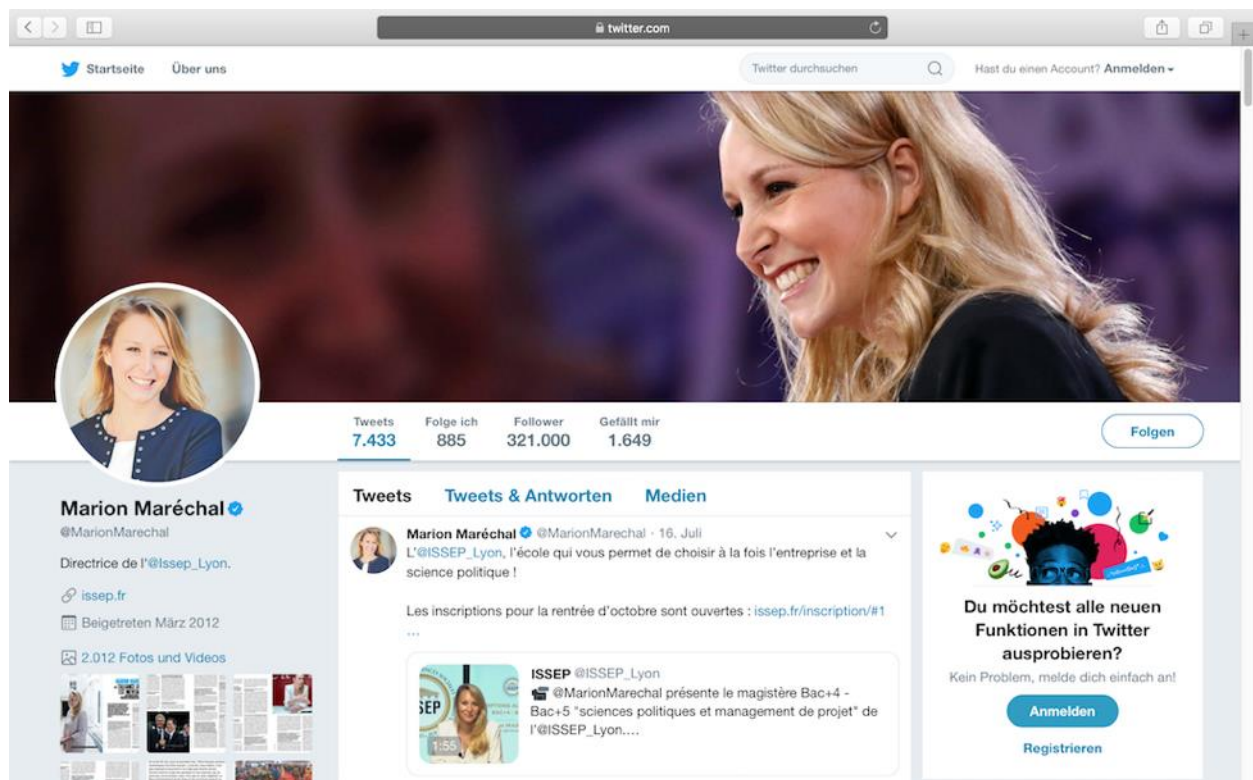 twitter.com
Startseite Über uns
Twitter durchsuchen
Hast du einen Account? Anmelden
Tweets Folge ich Follower Gefällt mir
7.433 885 321.000 1.649
Folgen
Marion Maréchal
@MarionMarechal
Directrice de l'@Issep_Lyon.
issep.fr
Beigetreten März 2012
2.012 Fotos und Videos
Tweets Tweets & Antworten Medien
Marion Maréchal @MarionMarechal · 16. Juli
L'@ISSEP_Lyon, l'école qui vous permet de choisir à la fois l'entreprise et la
science politique !
Les inscriptions pour la rentrée d'octobre sont ouvertes : issep.fr/inscription/#1
…
SEP
1:55
ISSEP @ISSEP_Lyon
@MarionMarechal présente le magistère Bac+4 -
Bac+5 "sciences politiques et management de projet" de
l'@ISSEP_Lyon....
Du möchtest alle neuen
Funktionen in Twitter
ausprobieren?
Kein Problem, melde dich einfach an!
Anmelden
Registrieren